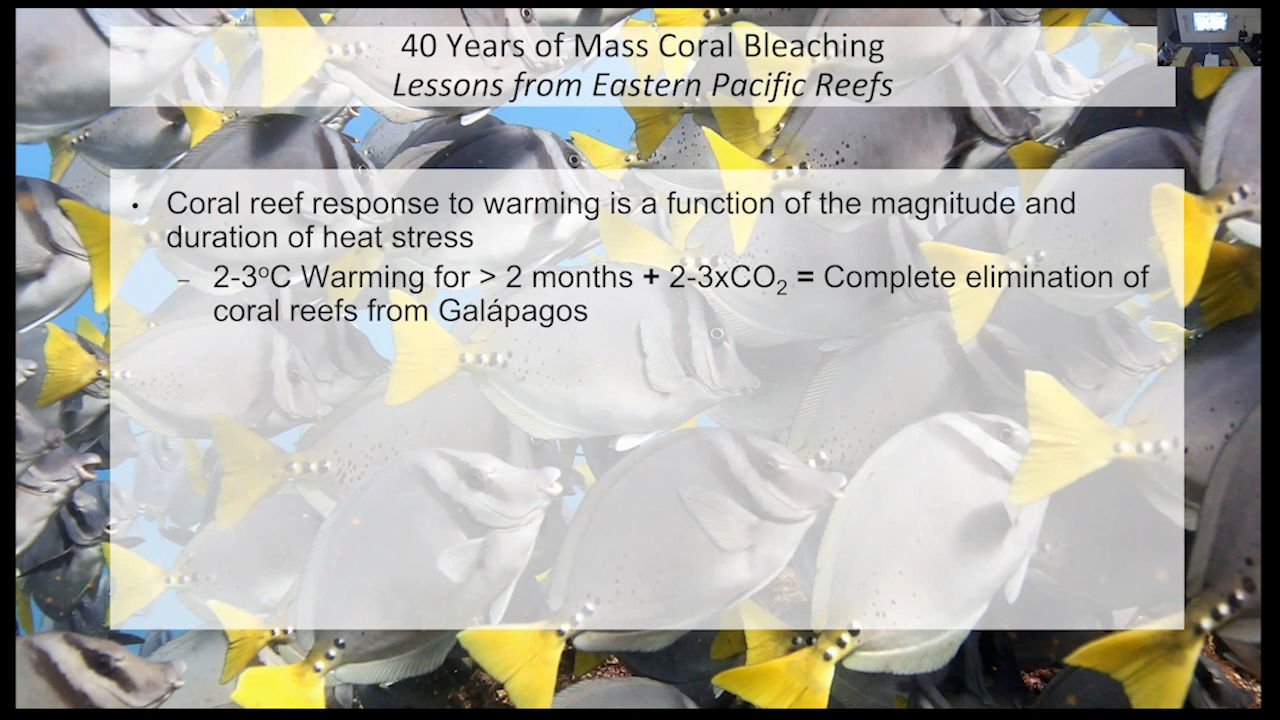 40 Years of Mass Coral Bleaching
Lessons from Eastern Pacific Reefs
• Coral reef response to warming is a function of the magnitude and
duration of heat stress
– 2-3°C Warming for > 2 months + 2-3xCO₂ = Complete elimination of
coral reefs from Galápagos